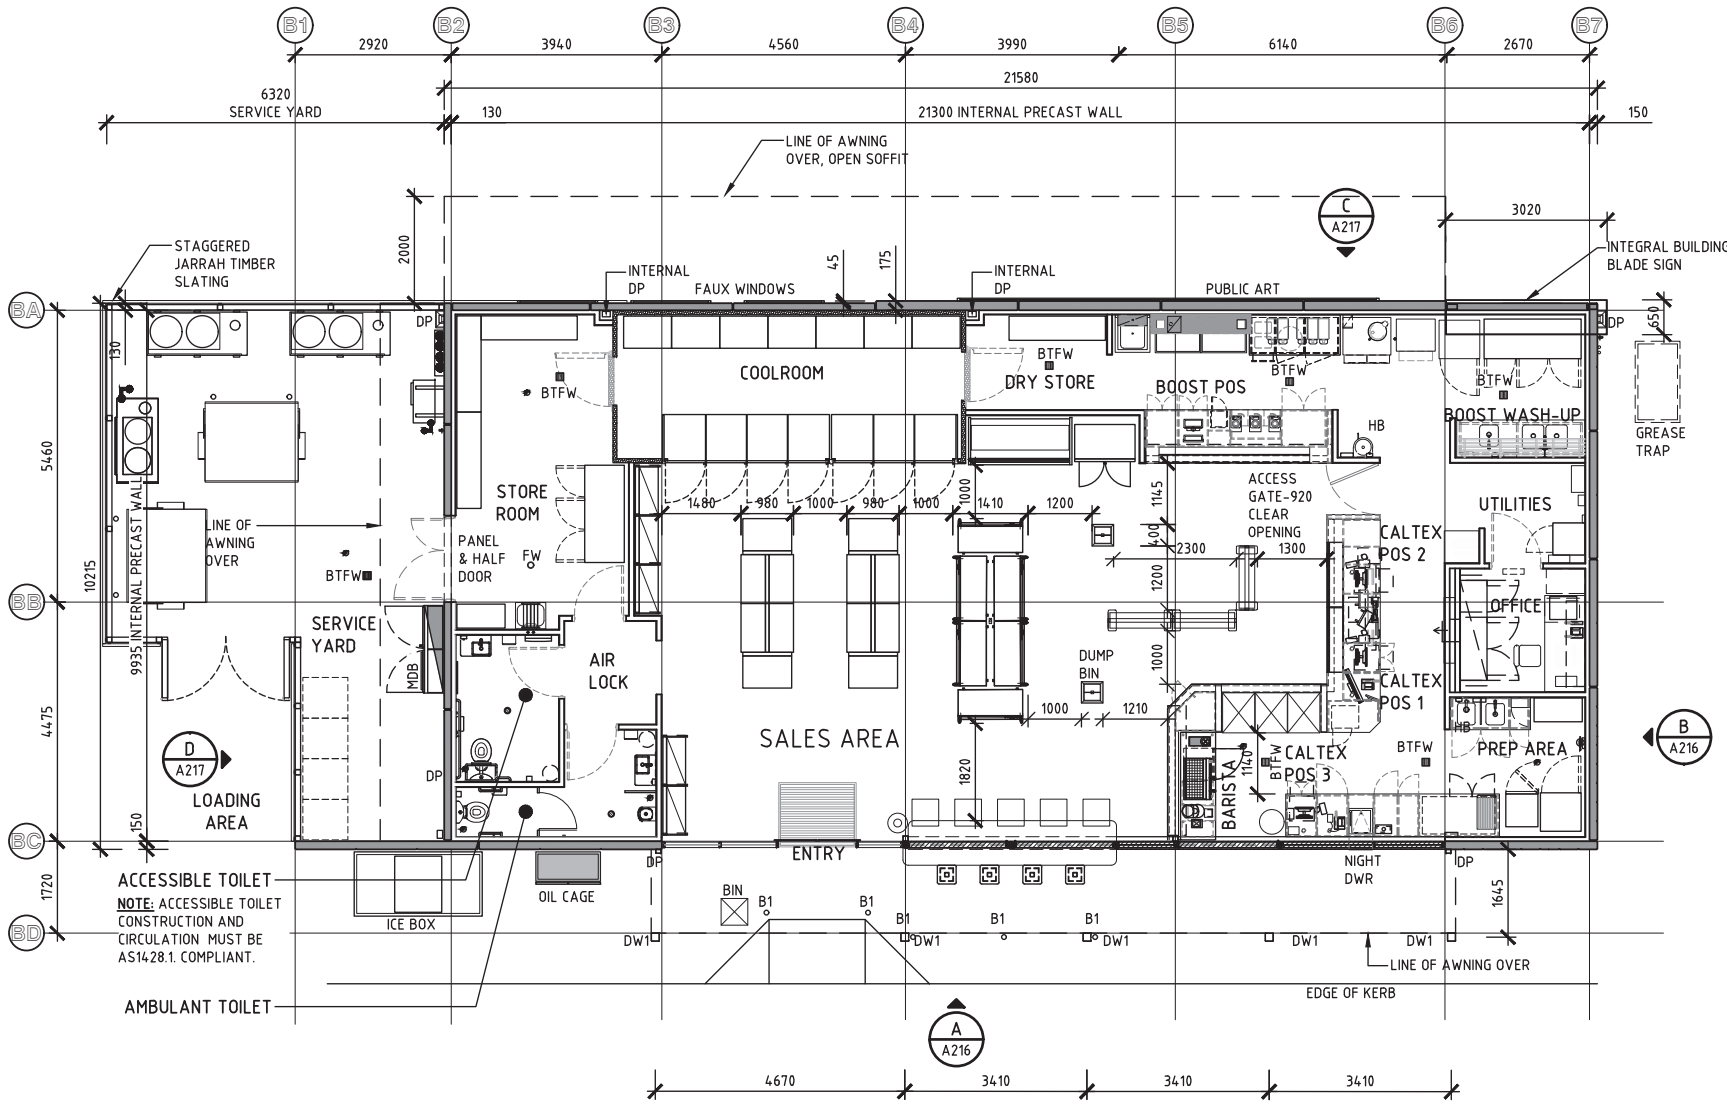 B1
B2
B3
B4
B5
B6
B7
2920
3940
4560
3990
6140
2670
21580
6320
SERVICE YARD
130
21300 INTERNAL PRECAST WALL
150
LINE OF AWNING
OVER, OPEN SOFFIT
C
A217
3020
2000
STAGGERED
JARRAH TIMBER
SLATING
INTERNAL
DP
FAUX WINDOWS
45
175
INTERNAL
DP
PUBLIC ART
INTEGRAL BUILDING
BLADE SIGN
BA
DP
DP
650
130
COOLROOM
BTFW
BTFW
DRY STORE
BOOST POS
BTFW
BTFW
BOOST WASH-UP
HB
GREASE
TRAP
5460
9935 INTERNAL PRECAST WALL
10215
STORE
ROOM
1480
980
1000
980
1000
1000
1410
1200
1145
400
ACCESS
GATE-920
CLEAR
OPENING
UTILITIES
LINE OF
AWNING
OVER
PANEL
& HALF
DOOR
FW
2300
1300
CALTEX
POS 2
BTFW
1200
BB
OFFICE
SERVICE
YARD
MDB
AIR
LOCK
DUMP
BIN
1000
CALTEX
POS 1
4475
1000
1210
HB
D
A217
SALES AREA
B
A216
DP
1820
BARISTA
1140
BTFW
CALTEX
POS 3
BTFW
PREP AREA
LOADING
AREA
150
BC
ENTRY
DP
NIGHT
DWR
DP
ACCESSIBLE TOILET
NOTE: ACCESSIBLE TOILET
CONSTRUCTION AND
CIRCULATION MUST BE
AS1428.1. COMPLIANT.
1720
ICE BOX
OIL CAGE
BIN
B1
B1
B1
B1
B1
1645
BD
DW1
DW1
DW1
DW1
DW1
LINE OF AWNING OVER
AMBULANT TOILET
EDGE OF KERB
A
A216
4670
3410
3410
3410